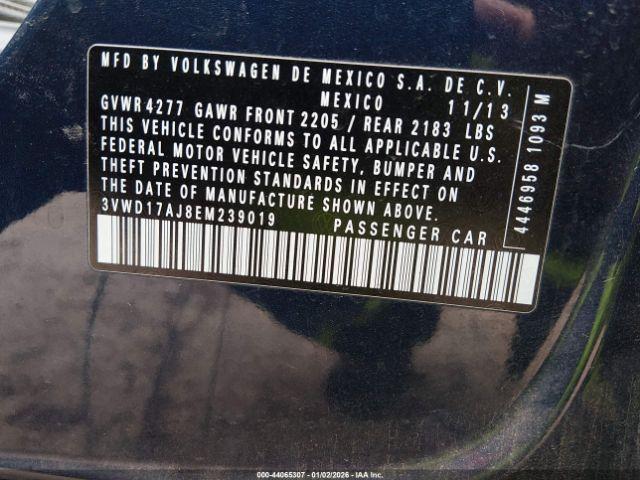 MFD BY VOLKSWAGEN DE MEXICO S.A. DE C.V.
MEXICO 11/13
GVWR 4277 GAWR FRONT 2205 / REAR 2183 LBS
THIS VEHICLE CONFORMS TO ALL APPLICABLE U.S.
FEDERAL MOTOR VEHICLE SAFETY, BUMPER AND
THEFT PREVENTION STANDARDS IN EFFECT ON
THE DATE OF MANUFACTURE SHOWN ABOVE.
3VWD17AJ8EM239019 PASSENGER CAR
4446958 1093 M
000-44065307 - 01/02/2026 - IAA Inc.